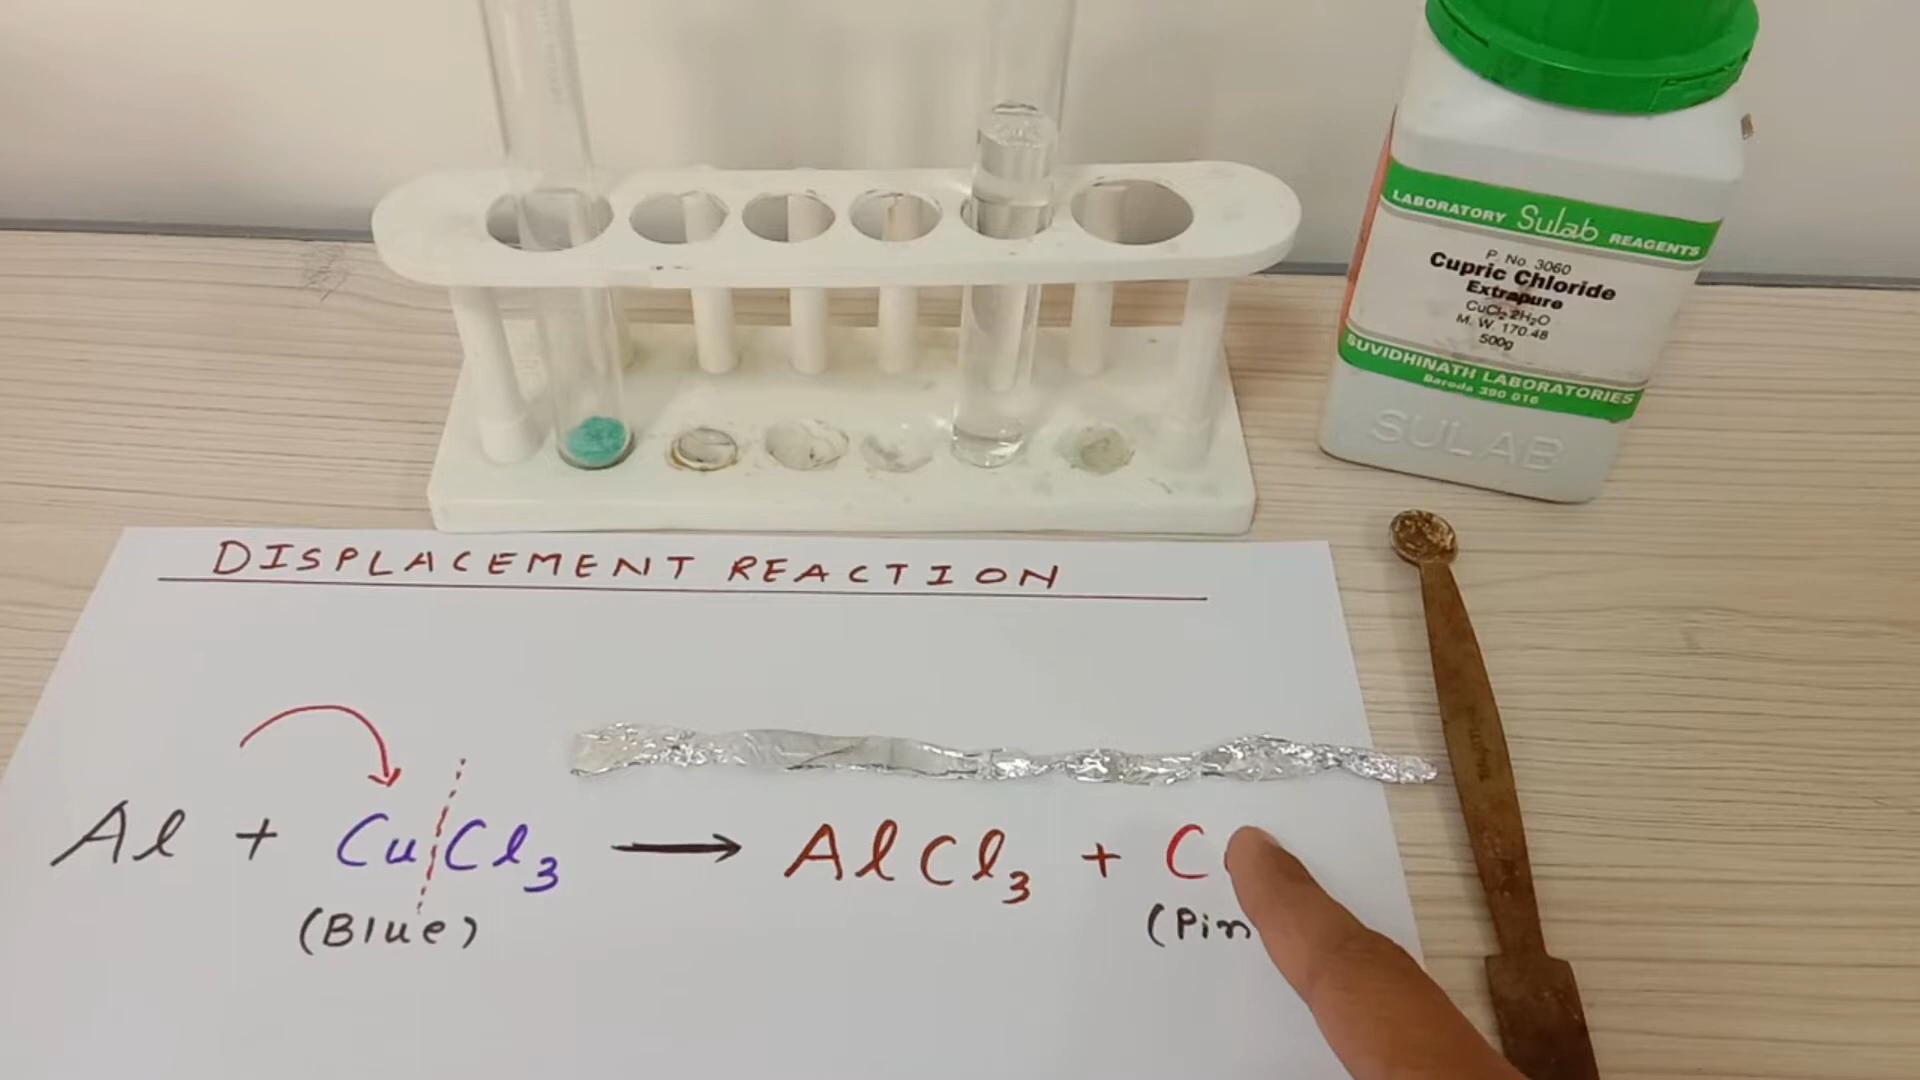 LABORATORY Sulab REAGENTS
P. No. 3060
Cupric Chloride
Extrapure
CuCl₂ 2H₂O
M. W. 170.48
500g
SUVIDHINATH LABORATORIES
Baroda 390 016
SULAB
DISPLACEMENT REACTION
Al + CuCl₃ → AlCl₃ + C
(Blue) (Pin